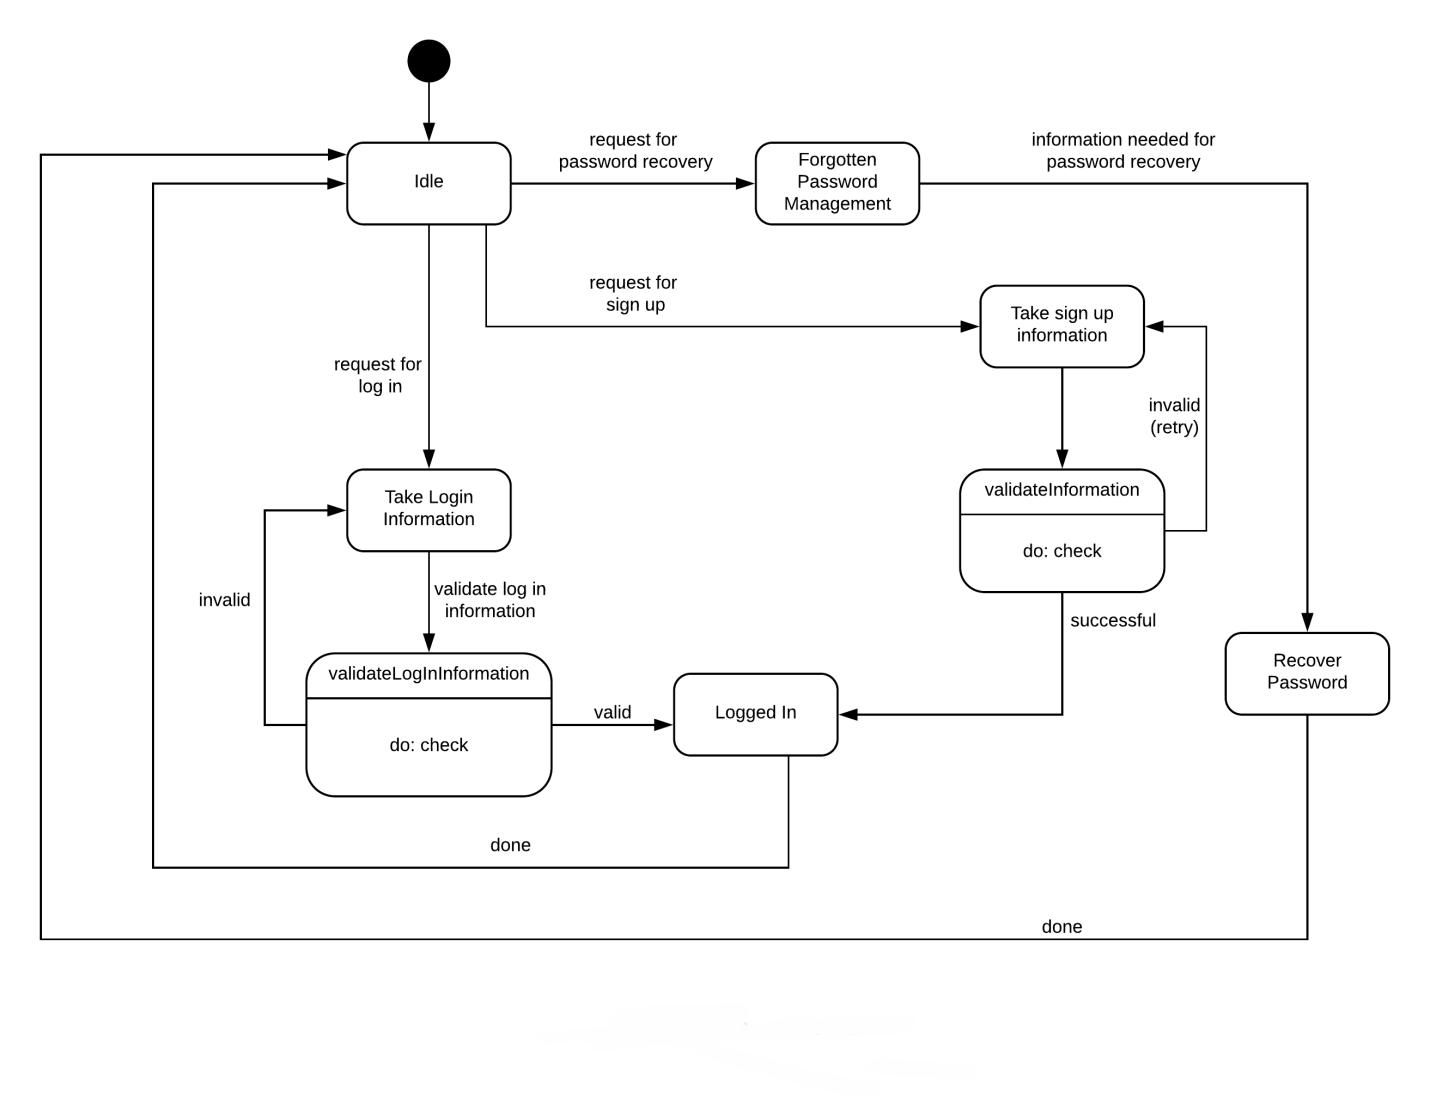 request for
password recovery
information needed for
password recovery
Idle
Forgotten
Password
Management
request for
sign up
Take sign up
information
request for
log in
invalid
(retry)
Take Login
Information
validateInformation
do: check
validate log in
information
invalid
successful
validateLogInInformation
do: check
valid
Logged In
Recover
Password
done
done